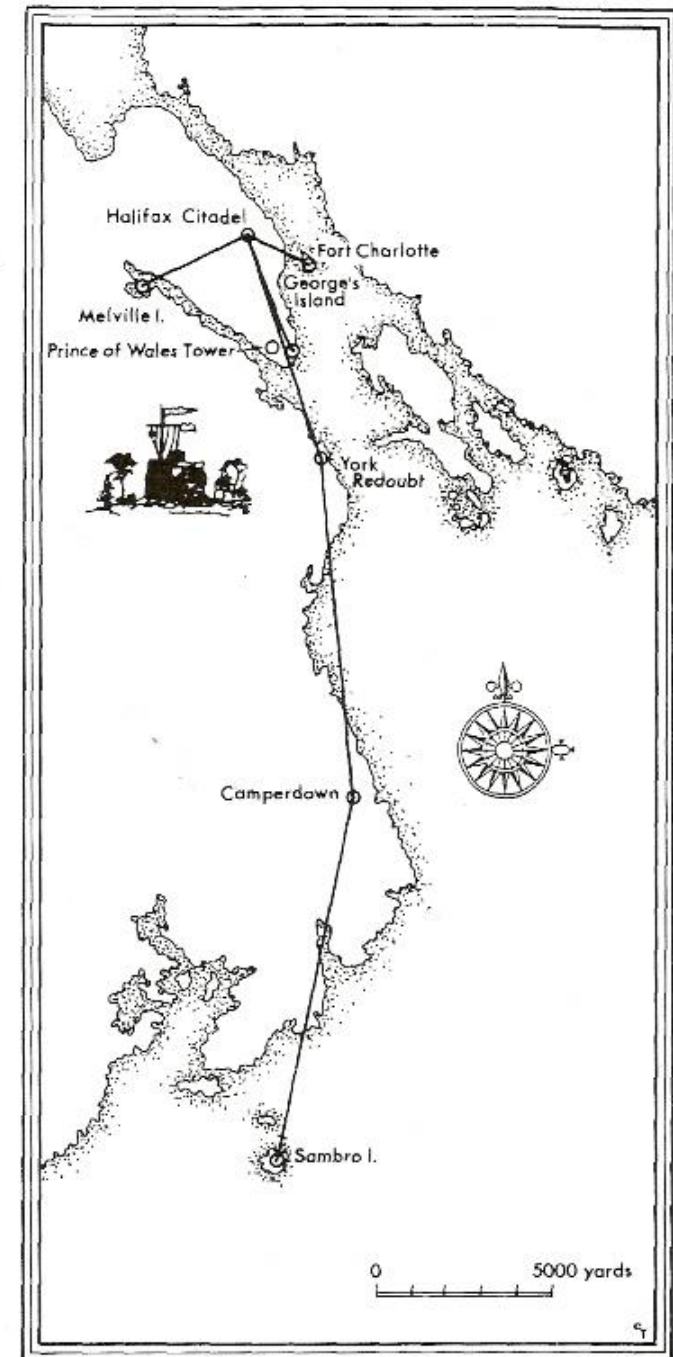 Halifax Citadel
Fort Charlotte
George's
Island
Melville I.
Prince of Wales Tower
York
Redoubt
Camperdown
Sambro I.
0 5000 yards